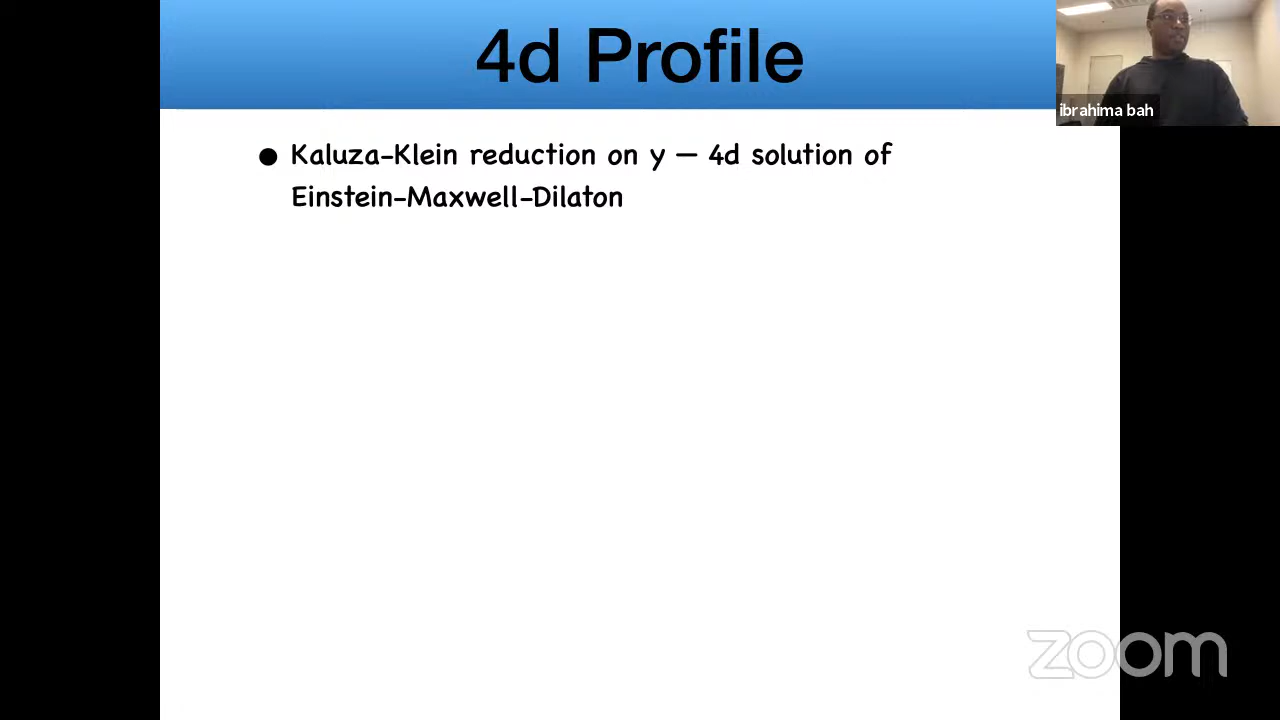 4d Profile
ibrahima bah
● Kaluza-Klein reduction on y – 4d solution of
Einstein-Maxwell-Dilaton
zoom